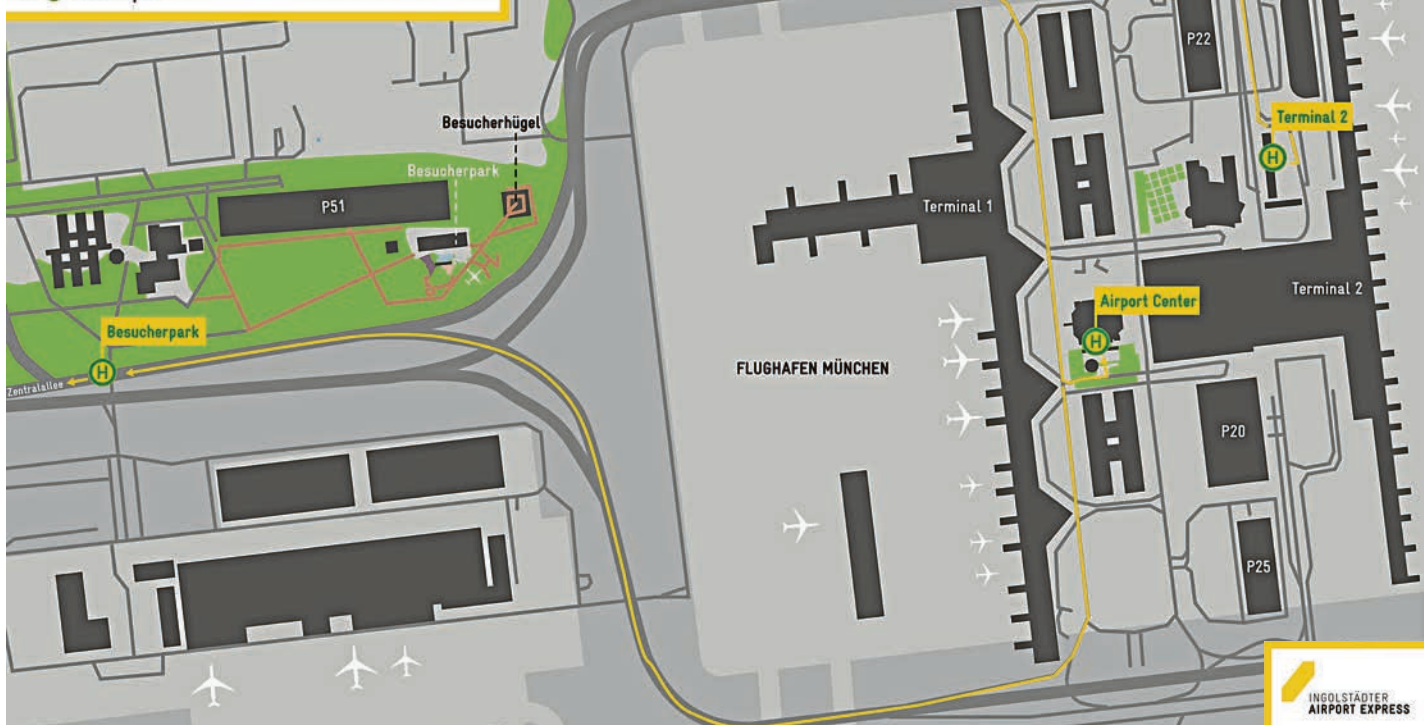 P22
Besucherhügel
Terminal 2
H
Besucherpark
P51
Terminal 1
Terminal 2
Airport Center
H
Besucherpark
H
FLUGHAFEN MÜNCHEN
Zentralallee
P20
P25
INGOLSTÄDTER
AIRPORT EXPRESS